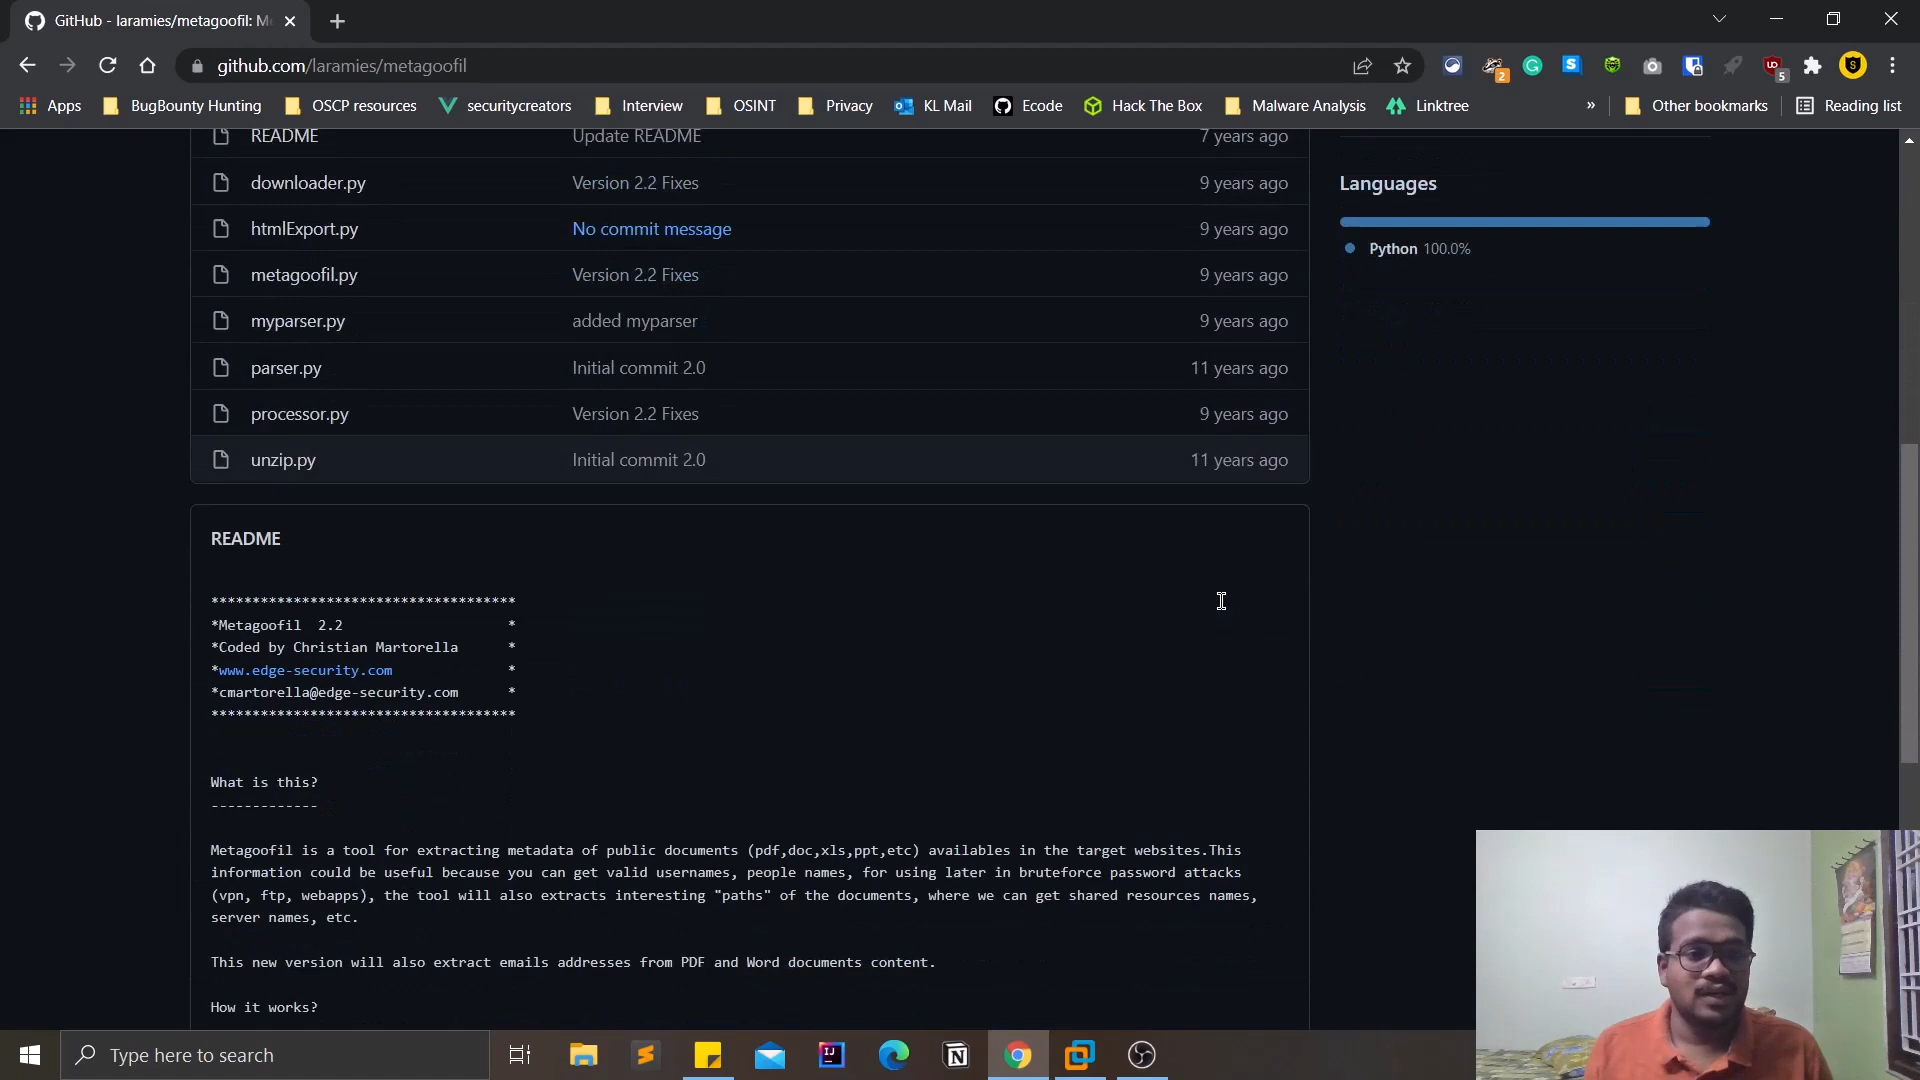 GitHub - laramies/metagoofil: M
github.com/laramies/metagoofil
2
5
Apps
BugBounty Hunting
OSCP resources
securitycreators
Interview
OSINT
Privacy
KL Mail
Ecode
Hack The Box
Malware Analysis
Linktree
»
Other bookmarks
Reading list
README Update README 7 years ago
downloader.py Version 2.2 Fixes 9 years ago
htmlExport.py No commit message 9 years ago
metagoofil.py Version 2.2 Fixes 9 years ago
myparser.py added myparser 9 years ago
parser.py Initial commit 2.0 11 years ago
processor.py Version 2.2 Fixes 9 years ago
unzip.py Initial commit 2.0 11 years ago
Languages
Python 100.0%
README
*************************************
*Metagoofil 2.2 *
*Coded by Christian Martorella *
*www.edge-security.com *
*cmartorella@edge-security.com *
*************************************
What is this?
-------------
Metagoofil is a tool for extracting metadata of public documents (pdf,doc,xls,ppt,etc) availables in the target websites.This
information could be useful because you can get valid usernames, people names, for using later in bruteforce password attacks
(vpn, ftp, webapps), the tool will also extracts interesting "paths" of the documents, where we can get shared resources names,
server names, etc.
This new version will also extract emails addresses from PDF and Word documents content.
How it works?
Type here to search